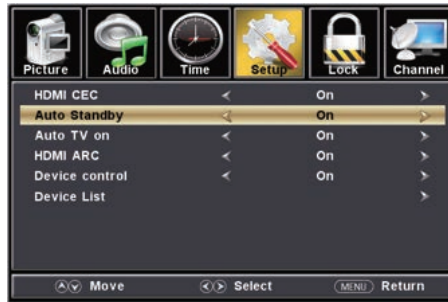 Picture Audio Time Setup Lock Channel
HDMI CEC On
Auto Standby On
Auto TV on On
HDMI ARC On
Device control On
Device List
Move Select MENU Return